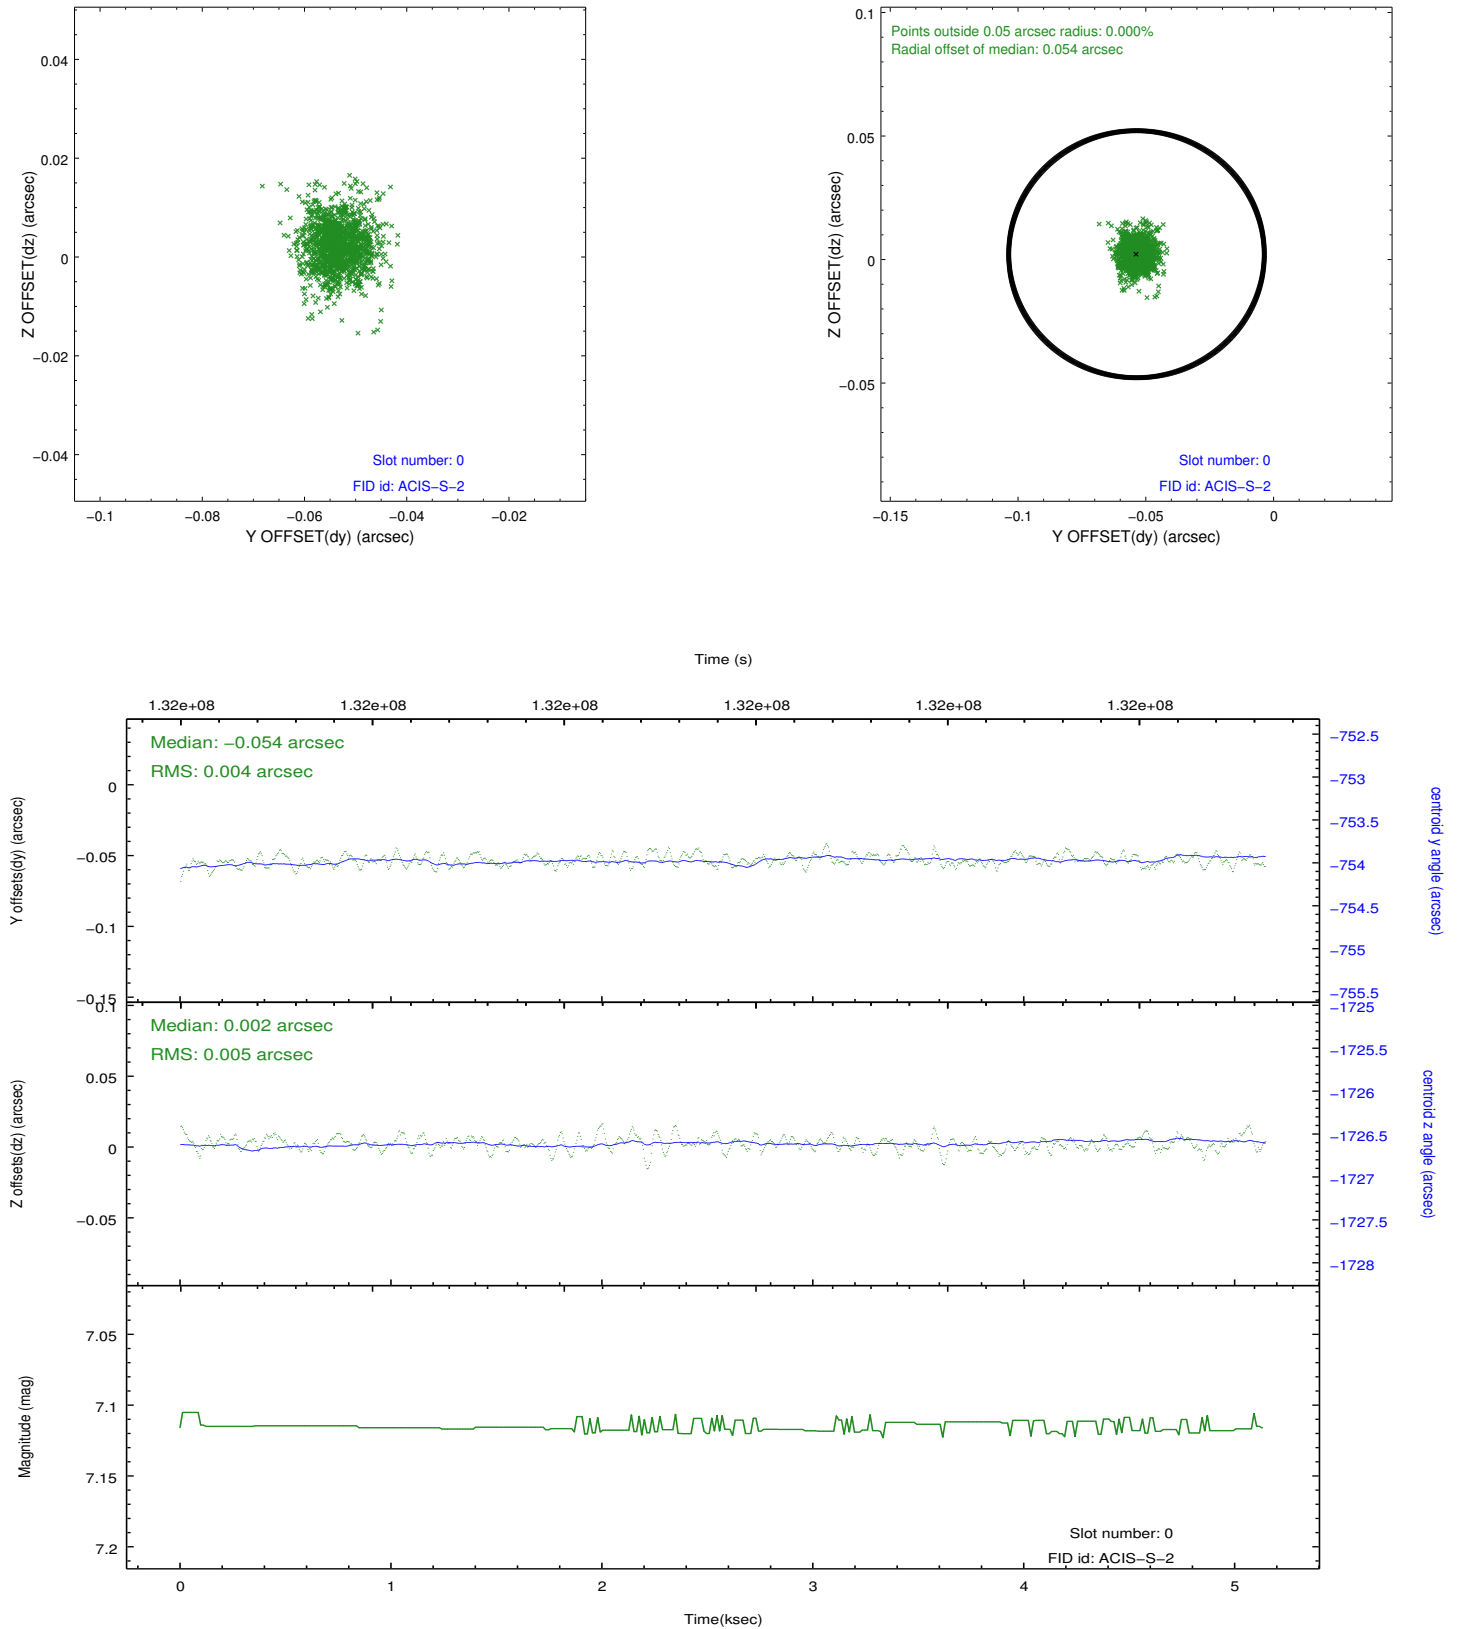 0.04
0.02
0
−0.02
−0.04
Z OFFSET(dz) (arcsec)
Slot number: 0
FID id: ACIS−S−2
−0.1
−0.08
−0.06
−0.04
−0.02
Y OFFSET(dy) (arcsec)
0.1
0.05
0
−0.05
Z OFFSET(dz) (arcsec)
Points outside 0.05 arcsec radius: 0.000%
Radial offset of median: 0.054 arcsec
Slot number: 0
FID id: ACIS−S−2
−0.15
−0.1
−0.05
0
Y OFFSET(dy) (arcsec)
Time (s)
1.32e+08
1.32e+08
1.32e+08
1.32e+08
1.32e+08
1.32e+08
Median: −0.054 arcsec
RMS: 0.004 arcsec
0
−0.05
−0.1
−0.15
Y offsets(dy) (arcsec)
−752.5
−753
−753.5
−754
−754.5
−755
−755.5
centroid y angle (arcsec)
Median: 0.002 arcsec
RMS: 0.005 arcsec
0.1
0.05
0
−0.05
Z offsets(dz) (arcsec)
−1725
−1725.5
−1726
−1726.5
−1727
−1727.5
−1728
centroid z angle (arcsec)
7.05
7.1
7.15
7.2
Magnitude (mag)
Slot number: 0
FID id: ACIS−S−2
0
1
2
3
4
5
Time(ksec)